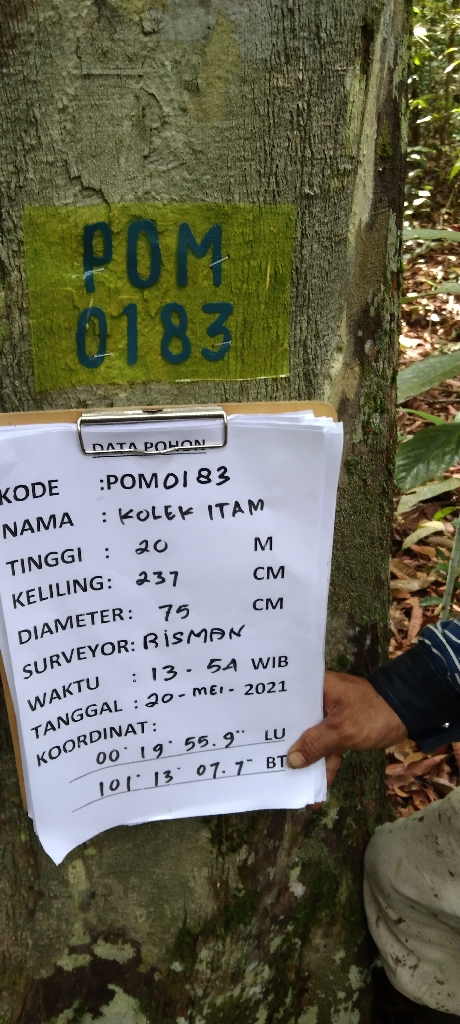 POM
0183
DATA POHON
KODE :POM0183
NAMA : KOLEK ITAM
TINGGI : 20 M
KELILING: 237 CM
DIAMETER: 75 CM
SURVEYOR: RISMAN
WAKTU : 13-54 WIB
TANGGAL : 20-MEI-2021
KOORDINAT:
00° 19' 55.9" LU
101° 13' 07.7" BT